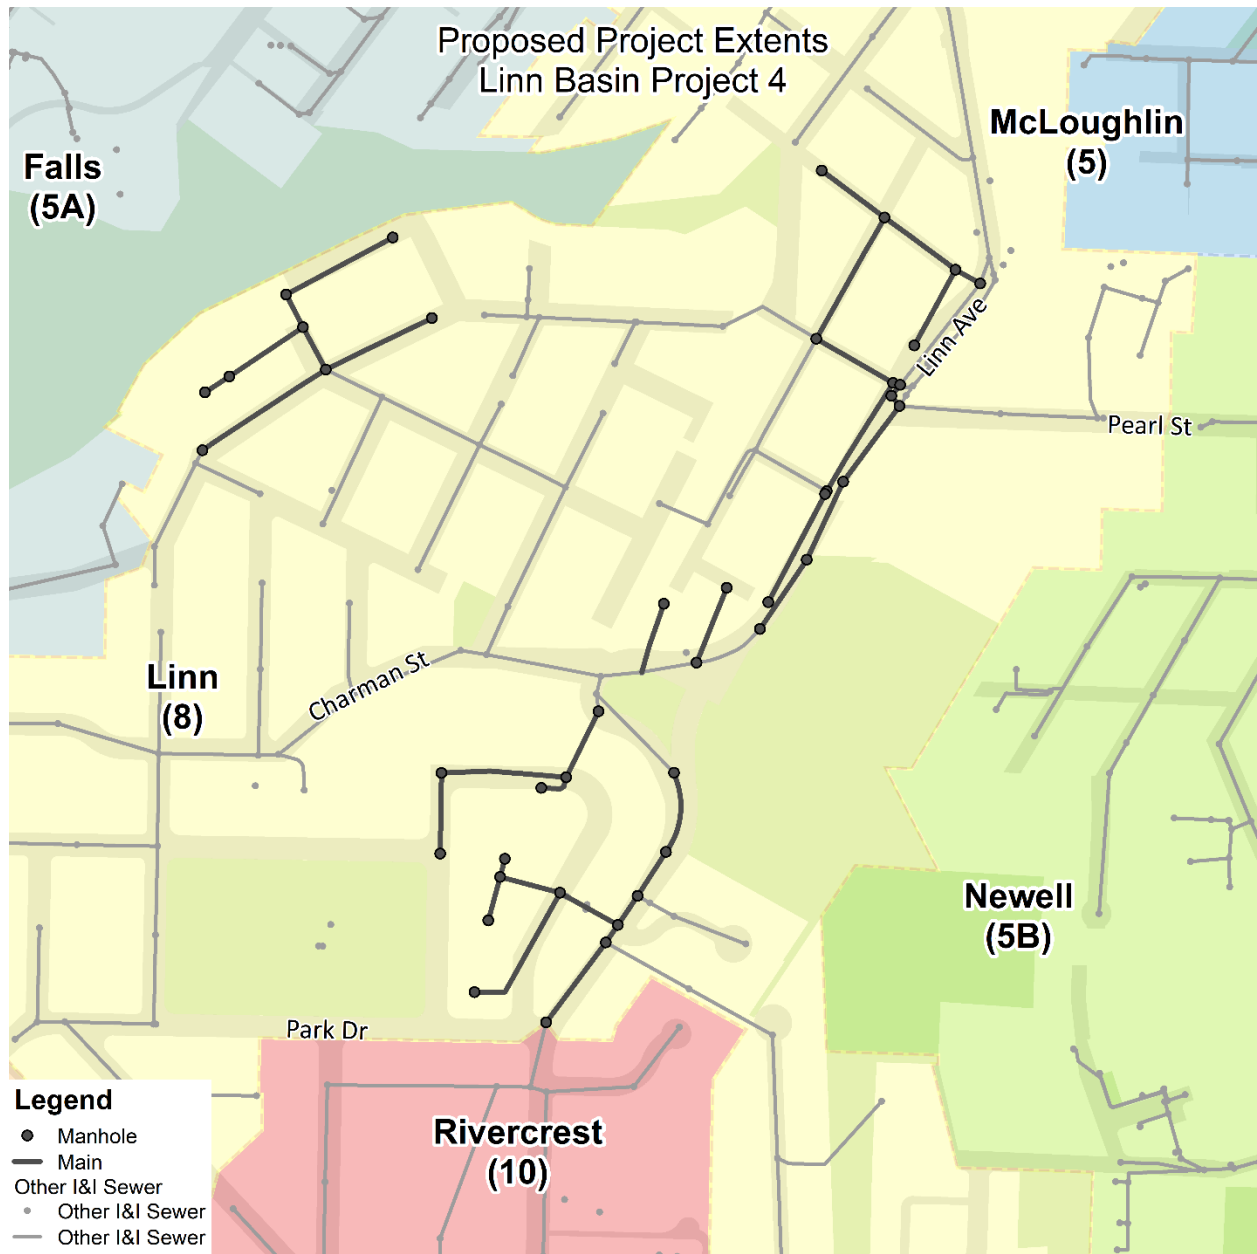 Proposed Project Extents
Linn Basin Project 4
McLoughlin
(5)
Falls
(5A)
Linn Ave
Pearl St
Linn
(8)
Charman St
Newell
(5B)
Park Dr
Rivercrest
(10)
Legend
Manhole
Main
Other I&I Sewer
Other I&I Sewer
Other I&I Sewer